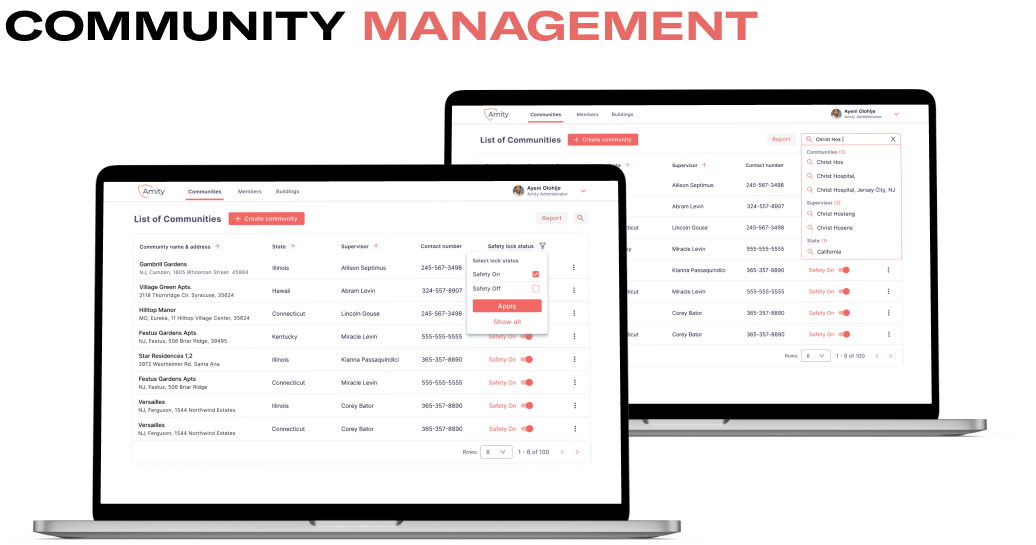 COMMUNITY MANAGEMENT
Amity
Communities
Members
Buildings
Ayeni Olohije
Amity Administrator
List of Communities
+ Create community
Report
Christ Hos
Supervisor
Contact number
Allison Septimus 245-567-3498
Abram Levin 324-557-8907
Lincoln Gouse 245-567-3498
Miracle Levin 555-555-5555
Kianna Passaquindici 365-357-8890 Safety On
Miracle Levin 555-555-5555 Safety On
Corey Bator 365-357-8890 Safety On
Corey Bator 365-357-8890 Safety On
Communities (3)
Christ Hos
Christ Hospital,
Christ Hospital, Jersey City, NJ
Supervisor (2)
Christ Hosteng
Christ Hosens
State (1)
California
Rows: 8 1 - 8 of 100
Amity
Communities
Members
Buildings
Ayeni Olohije
Amity Administrator
List of Communities
+ Create community
Report
Community name & address
State
Supervisor
Contact number
Safety lock status
Gambrill Gardens
NJ, Camden, 1605 Whiteman Street 45884
Illinois Allison Septimus 245-567-3498
Village Green Apts.
2118 Thornridge Cir. Syracuse, 35624
Hawaii Abram Levin 324-557-8907
Hilltop Manor
MO, Eureka, 11 Hilltop Village Center, 35624
Connecticut Lincoln Gouse 245-567-3498
Festus Gardens Apts
NJ, Festus, 506 Briar Ridge, 39495
Kentucky Miracle Levin 555-555-5555 Safety On
Star Residences 1,2
2972 Westheimer Rd. Santa Ana
Illinois Kianna Passaquindici 365-357-8890 Safety On
Festus Gardens Apts
NJ, Festus, 506 Briar Ridge
Connecticut Miracle Levin 555-555-5555 Safety On
Versailles
NJ, Ferguson, 1544 Northwind Estates
Illinois Corey Bator 365-357-8890 Safety On
Versailles
NJ, Ferguson, 1544 Northwind Estates
Connecticut Corey Bator 365-357-8890 Safety On
Select lock status
Safety On
Safety Off
Apply
Show all
Rows: 8 1 - 8 of 100